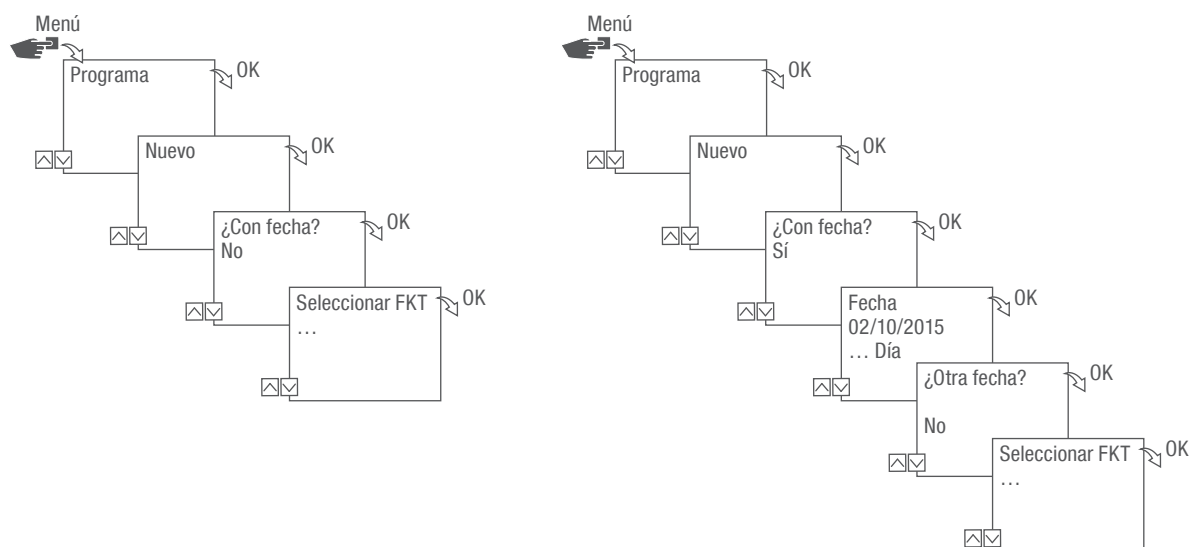 Menú
Programa
OK
Nuevo
OK
¿Con fecha?
No
OK
Seleccionar FKT
...
OK
Menú
Programa
OK
Nuevo
OK
¿Con fecha?
Sí
OK
Fecha
02/10/2015
... Día
OK
¿Otra fecha?
No
OK
Seleccionar FKT
...
OK